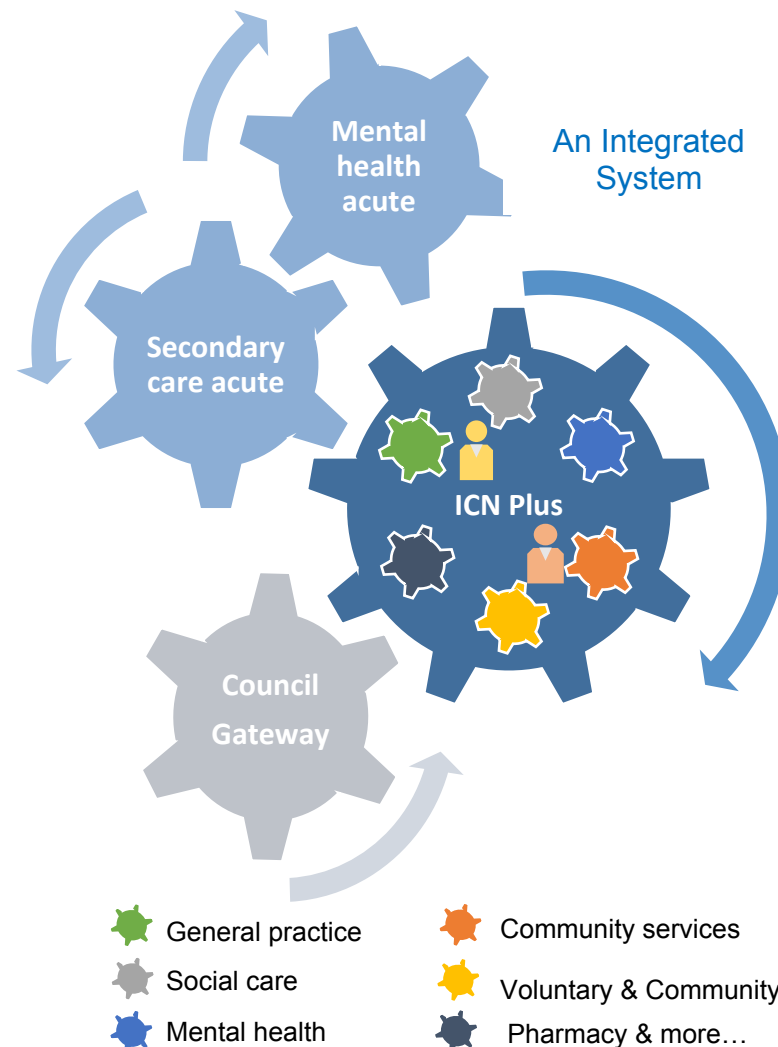 Mental
health
acute
An Integrated
System
Secondary
care acute
ICN Plus
Council
Gateway
General practice
Social care
Mental health
Community services
Voluntary & Community
Pharmacy & more…